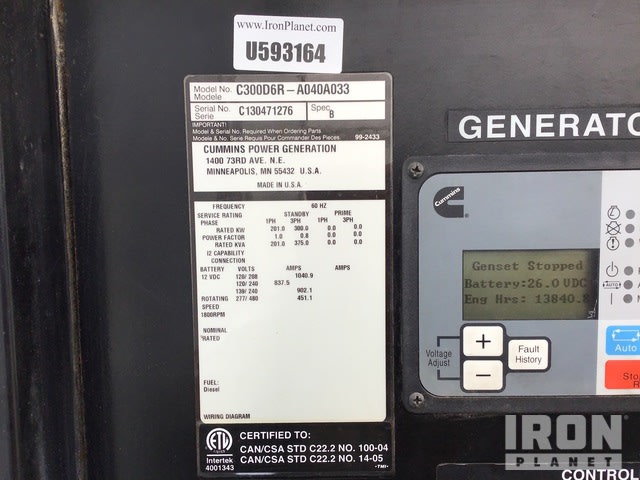 www.IronPlanet.com
U593164
Model No. C300D6R-A040A033
Modele
Serial No. C130471276 Spec B
Serie
IMPORTANT!
Model & Serial No. Required When Ordering Parts
Modele & No. Serie Requis Pour Commander Des Pieces 99-2433
CUMMINS POWER GENERATION
1400 73RD AVE. N.E.
MINNEAPOLIS, MN 55432 U.S.A.
MADE IN U.S.A.
FREQUENCY 60 HZ
SERVICE RATING STANDBY PRIME
PHASE 1PH 3PH 1PH 3PH
RATED KW 201.0 300.0 0.0 0.0
POWER FACTOR 1.0 0.8 0.0 0.0
RATED KVA 201.0 375.0 0.0 0.0
I2 CAPABILITY
CONNECTION
BATTERY VOLTS AMPS AMPS
12 VDC 120/208 1040.9
120/240 837.5
139/240 902.1
ROTATING 277/480 451.1
SPEED
1800RPM
NOMINAL
RATED
FUEL:
Diesel
WIRING DIAGRAM
ETL
Intertek
4001343
CERTIFIED TO:
CAN/CSA STD C22.2 NO. 100-04
CAN/CSA STD C22.2 NO. 14-05
-TMI-
GENERATO
Cummins
Genset Stopped
Battery:26.0 VDC
Eng Hrs: 13840.8
Voltage
Adjust
+
−
Fault
History
AUTO
Auto
Sto
R
IRON
PLANET
CONTROL